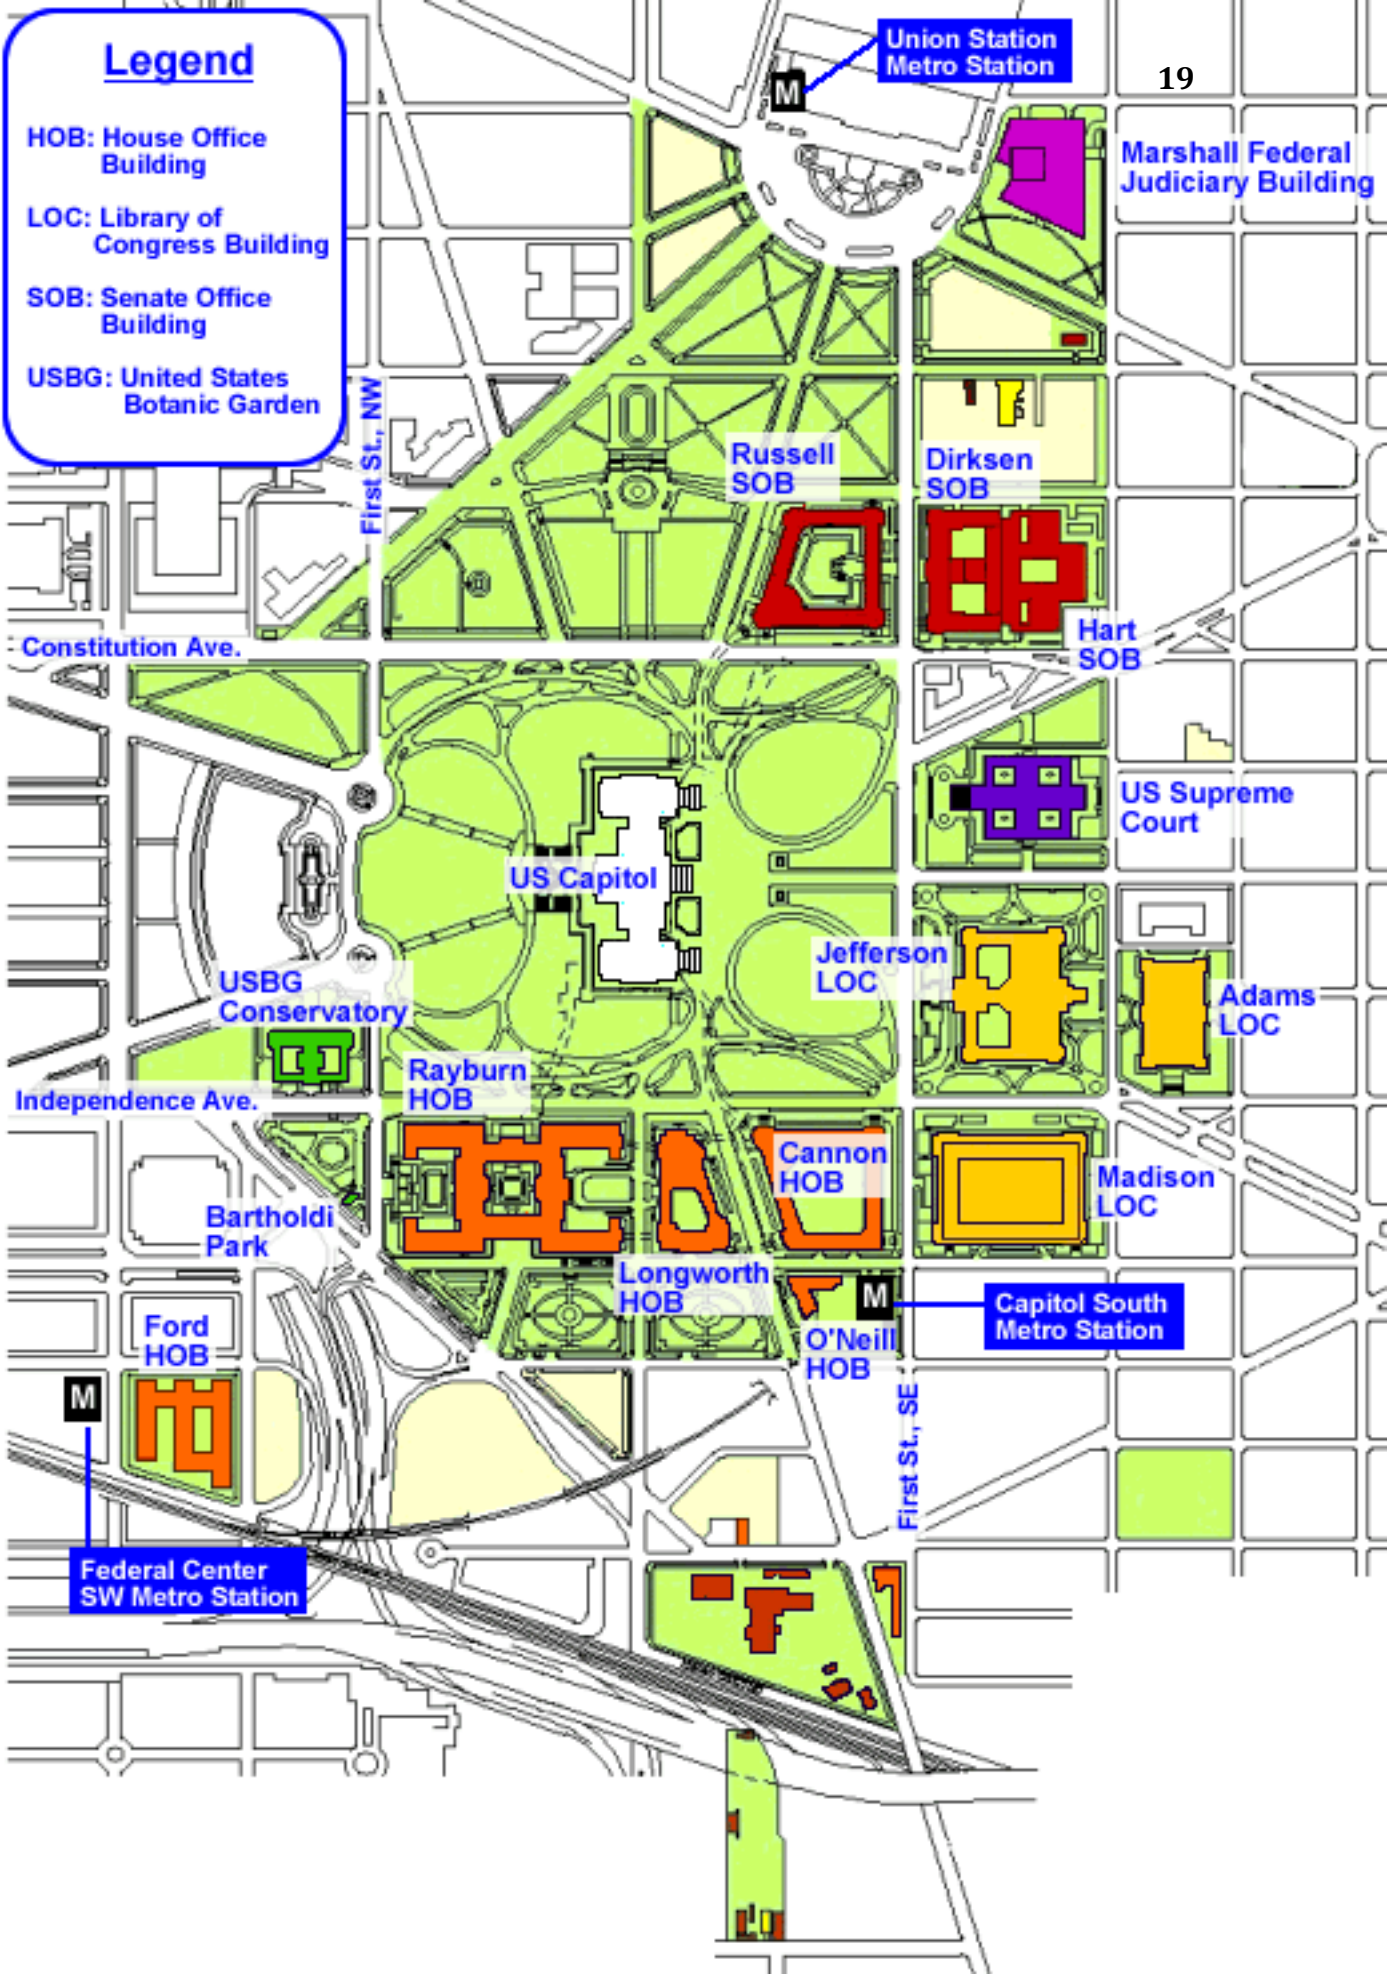 Legend
HOB: House Office
Building
LOC: Library of
Congress Building
SOB: Senate Office
Building
USBG: United States
Botanic Garden
Union Station
Metro Station
M
19
Marshall Federal
Judiciary Building
First St., NW
Russell
SOB
Dirksen
SOB
Constitution Ave.
Hart
SOB
US Supreme
Court
US Capitol
Jefferson
LOC
Adams
LOC
USBG
Conservatory
Rayburn
HOB
Independence Ave.
Cannon
HOB
Madison
LOC
Bartholdi
Park
Longworth
HOB
M
Capitol South
Metro Station
O'Neill
HOB
Ford
HOB
M
First St., SE
Federal Center
SW Metro Station